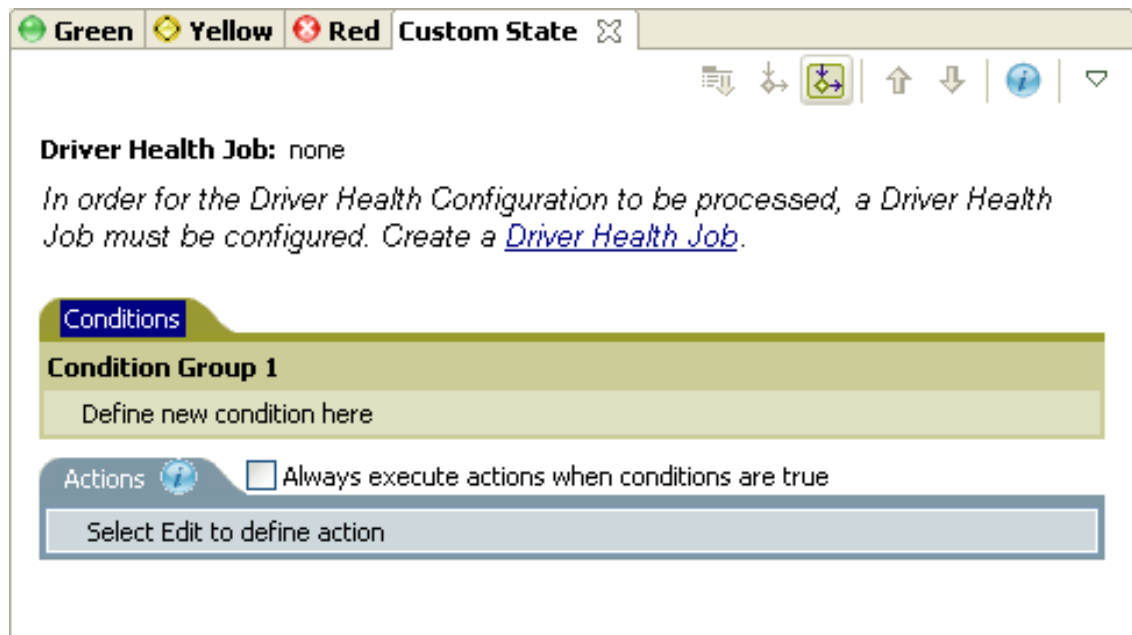 Green Yellow Red Custom State
Driver Health Job: none
In order for the Driver Health Configuration to be processed, a Driver Health
Job must be configured. Create a Driver Health Job.
Conditions
Condition Group 1
Define new condition here
Actions Always execute actions when conditions are true
Select Edit to define action